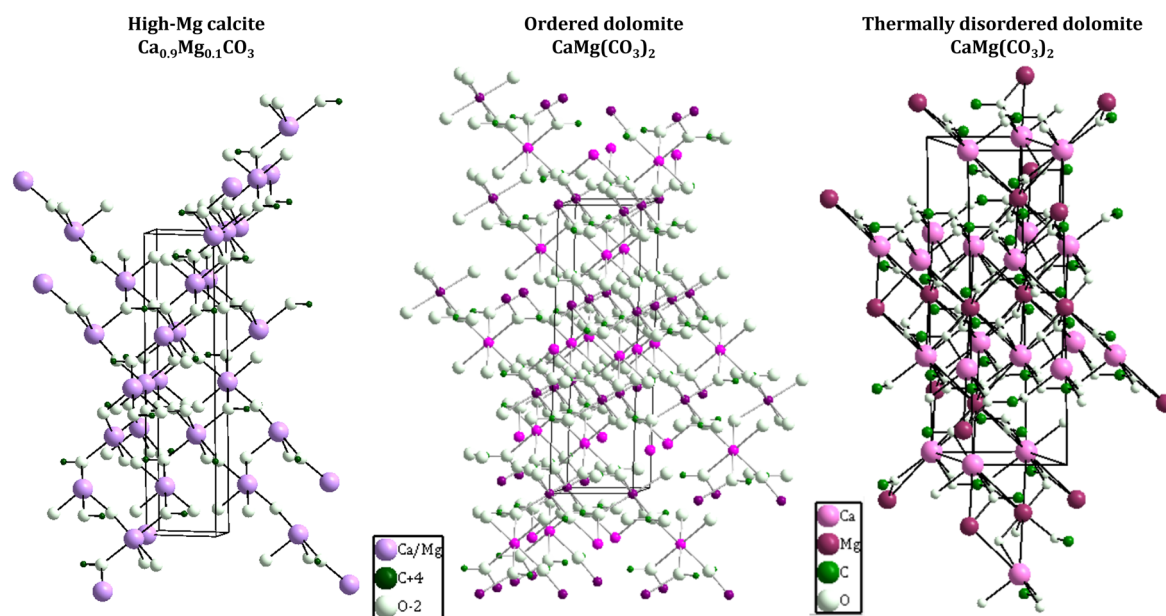 High-Mg calcite
Ca0.9Mg0.1CO3
Ordered dolomite
CaMg(CO3)2
Thermally disordered dolomite
CaMg(CO3)2
Ca/Mg
C+4
O-2
Ca
Mg
C
O